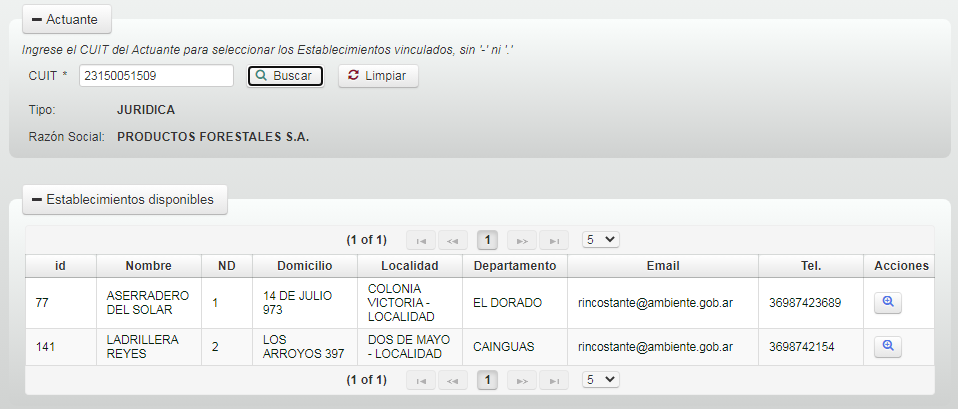 Actuante
Ingrese el CUIT del Actuante para seleccionar los Establecimientos vinculados, sin '-' ni '.'
CUIT * 23150051509 Buscar Limpiar
Tipo: JURIDICA
Razón Social: PRODUCTOS FORESTALES S.A.
Establecimientos disponibles
(1 of 1) 1 5
id Nombre ND Domicilio Localidad Departamento Email Tel. Acciones
77 ASERRADERO DEL SOLAR 1 14 DE JULIO 973 COLONIA VICTORIA - LOCALIDAD EL DORADO rincostante@ambiente.gob.ar 36987423689
141 LADRILLERA REYES 2 LOS ARROYOS 397 DOS DE MAYO - LOCALIDAD CAINGUAS rincostante@ambiente.gob.ar 3698742154
(1 of 1) 1 5